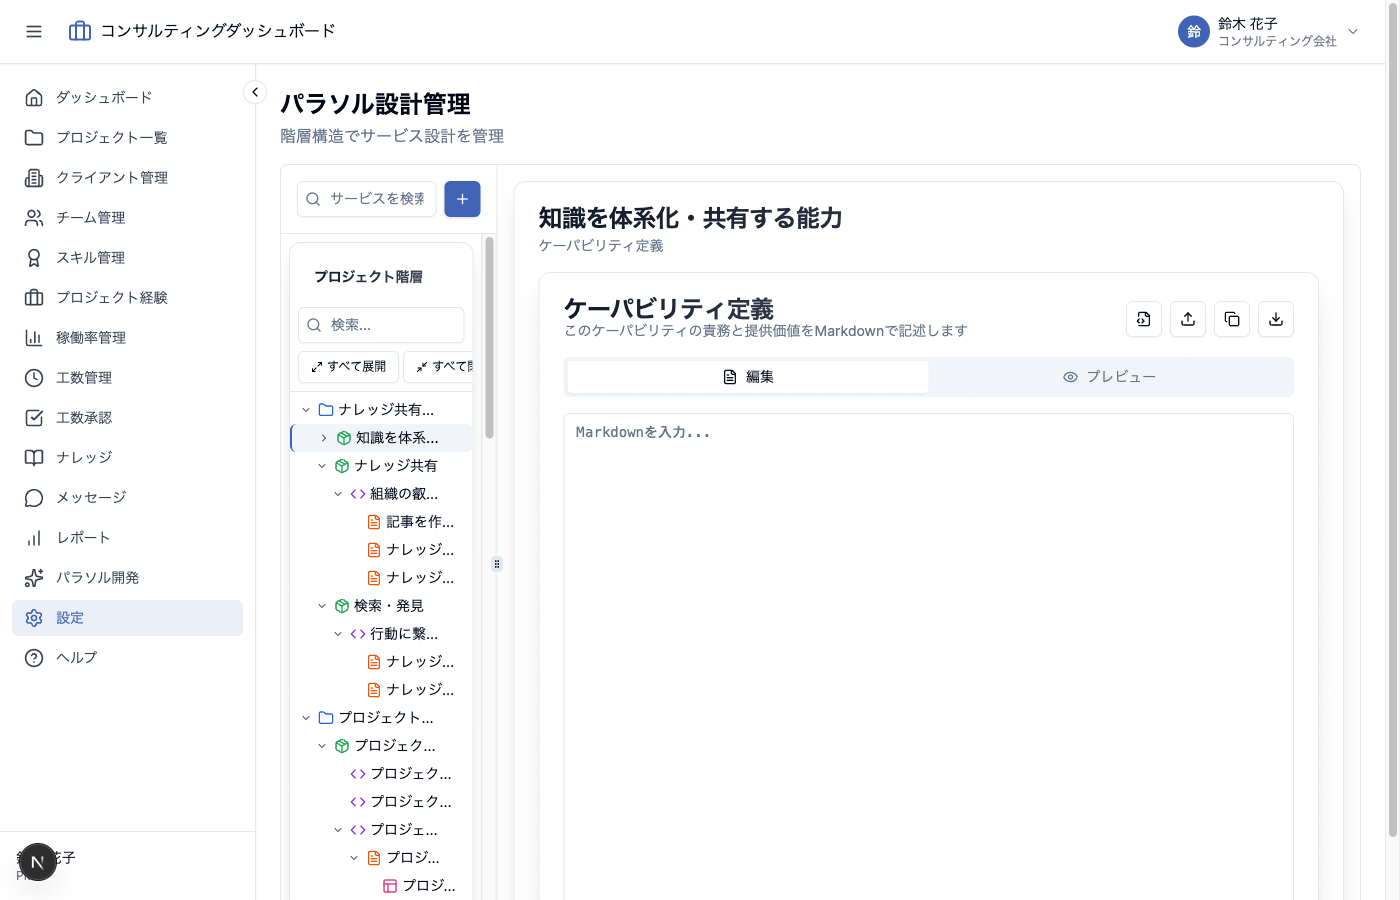 コンサルティングダッシュボード
鈴
鈴木 花子
コンサルティング会社
ダッシュボード
プロジェクト一覧
クライアント管理
チーム管理
スキル管理
プロジェクト経験
稼働率管理
工数管理
工数承認
ナレッジ
メッセージ
レポート
パラソル開発
設定
ヘルプ
花子
N
パラソル設計管理
階層構造でサービス設計を管理
サービスを検索
プロジェクト階層
検索...
すべて展開
すべて閉
ナレッジ共有...
知識を体系...
ナレッジ共有
組織の叡...
記事を作...
ナレッジ...
ナレッジ...
検索・発見
行動に繋...
ナレッジ...
ナレッジ...
プロジェクト...
プロジェク...
プロジェク...
プロジェク...
プロジェ...
プロジ...
プロジ...
知識を体系化・共有する能力
ケーパビリティ定義
ケーパビリティ定義
このケーパビリティの責務と提供価値をMarkdownで記述します
編集
プレビュー
Markdownを入力...